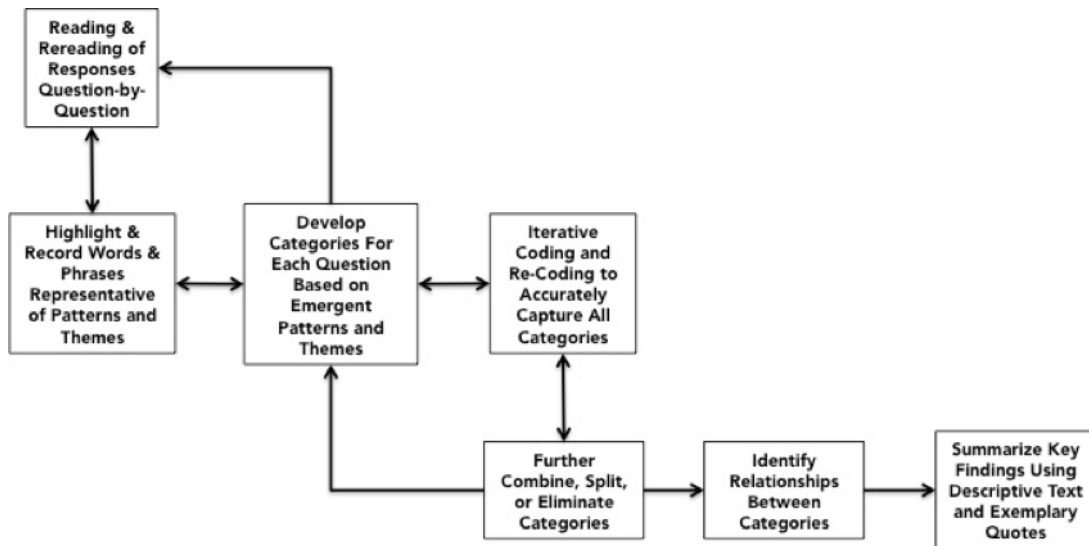 Reading &
Rereading of
Responses
Question-by-
Question
Highlight &
Record Words &
Phrases
Representative
of Patterns and
Themes
Develop
Categories For
Each Question
Based on
Emergent
Patterns and
Themes
Iterative
Coding and
Re-Coding to
Accurately
Capture All
Categories
Further
Combine, Split,
or Eliminate
Categories
Identify
Relationships
Between
Categories
Summarize Key
Findings Using
Descriptive Text
and Exemplary
Quotes